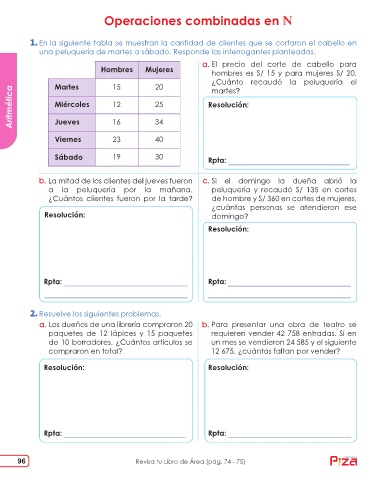 Operaciones combinadas en N
1. En la siguiente tabla se muestran la cantidad de clientes que se cortaron el cabello en
una peluquería de martes a sábado. Responde las interrogantes planteadas.
Hombres Mujeres
Martes 15 20
Miércoles 12 25
Jueves 16 34
Viernes 23 40
Sábado 19 30
a. El precio del corte de cabello para
hombres es S/ 15 y para mujeres S/ 20.
¿Cuánto recaudó la peluquería el
martes?
Resolución:
Rpta:
Aritmética
b. La mitad de los clientes del jueves fueron
a la peluquería por la mañana.
¿Cuántos clientes fueron por la tarde?
Resolución:
Rpta:
c. Si el domingo la dueña abrió la
peluquería y recaudó S/ 135 en cortes
de hombre y S/ 360 en cortes de mujeres,
¿cuántas personas se atendieron ese
domingo?
Resolución:
Rpta:
2. Resuelve los siguientes problemas.
a. Los dueños de una librería compraron 20
paquetes de 12 lápices y 15 paquetes
de 10 borradores. ¿Cuántos artículos se
compraron en total?
Resolución:
Rpta:
b. Para presentar una obra de teatro se
requieren vender 42 758 entradas. Si en
un mes se vendieron 24 585 y el siguiente
12 675, ¿cuántas faltan por vender?
Resolución:
Rpta:
96
Revisa tu Libro de Área (pág. 74 - 75)